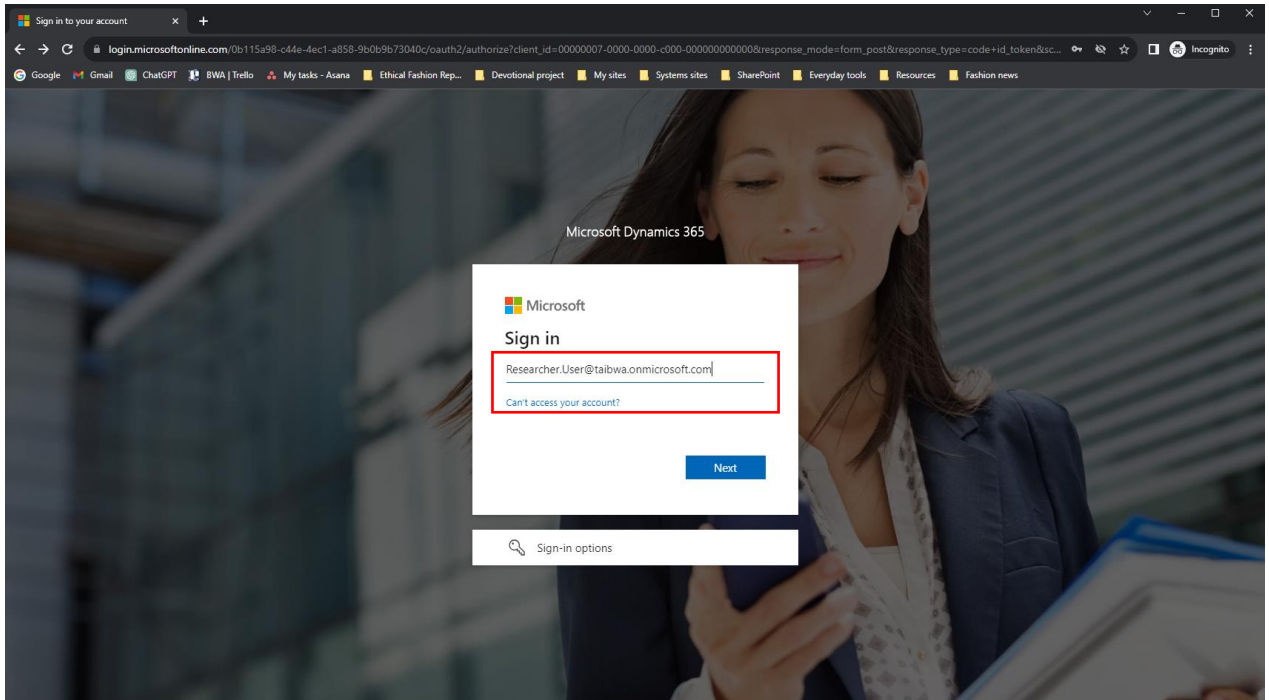 Sign in to your account
login.microsoftonline.com/0b115a98-c44e-4ec1-a858-9b0b9b73040c/oauth2/authorize?client_id=00000007-0000-0000-c000-000000000000&response_mode=form_post&response_type=code+id_token&sc... Incognito
Google Gmail ChatGPT BWA | Trello My tasks - Asana Ethical Fashion Rep... Devotional project My sites Systems sites SharePoint Everyday tools Resources Fashion news
Microsoft Dynamics 365
Microsoft
Sign in
Researcher.User@taibwa.onmicrosoft.com
Can't access your account?
Next
Sign-in options